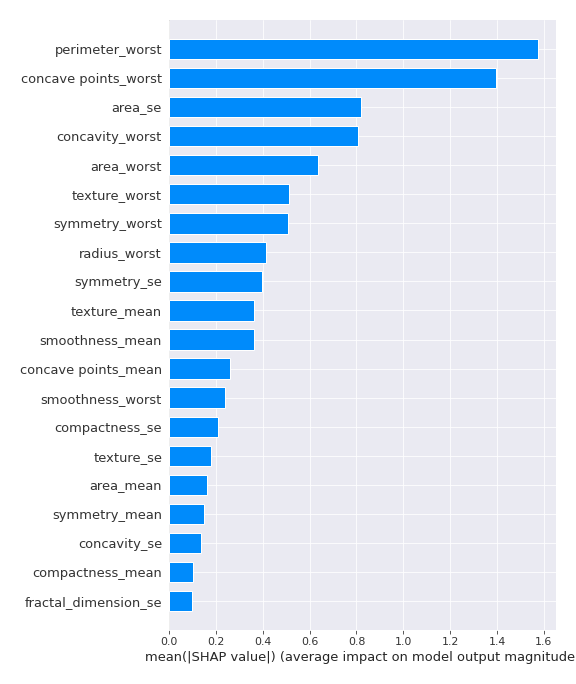 perimeter_worst
concave points_worst
area_se
concavity_worst
area_worst
texture_worst
symmetry_worst
radius_worst
symmetry_se
texture_mean
smoothness_mean
concave points_mean
smoothness_worst
compactness_se
texture_se
area_mean
symmetry_mean
concavity_se
compactness_mean
fractal_dimension_se
0.0 0.2 0.4 0.6 0.8 1.0 1.2 1.4 1.6
mean(|SHAP value|) (average impact on model output magnitude